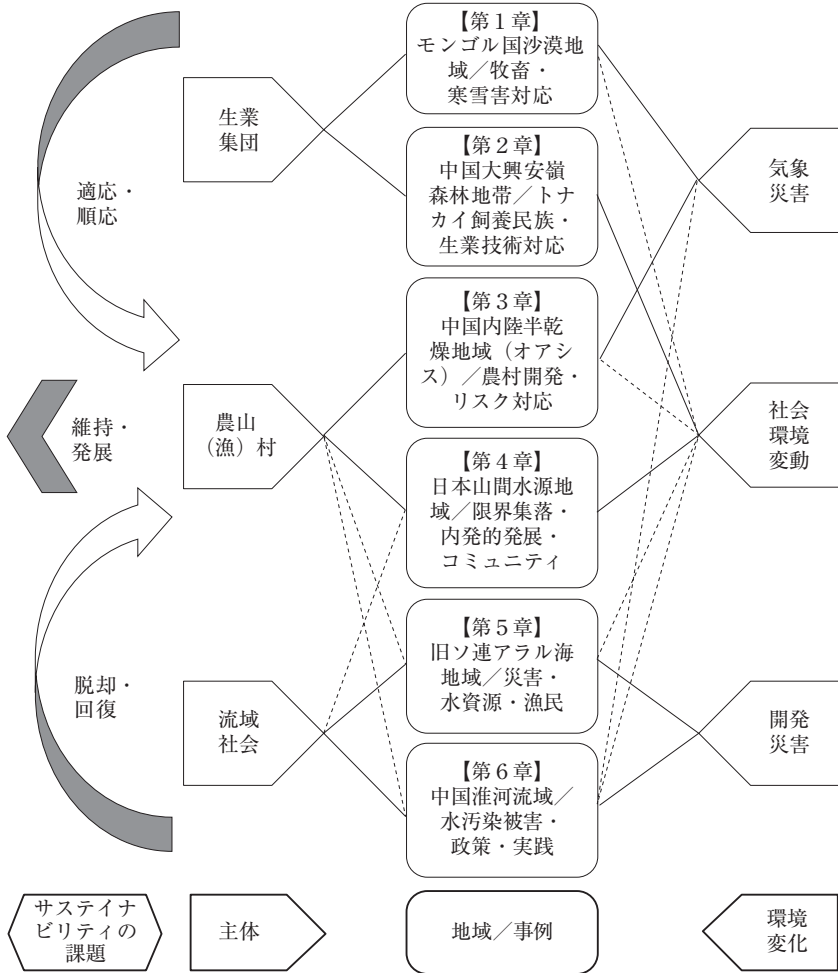 適応・
順応
維持・
発展
脱却・
回復
生業
集団
農山
（漁）村
流域
社会
【第１章】
モンゴル国沙漠地
域／牧畜・
寒雪害対応
【第２章】
中国大興安嶺
森林地帯／トナ
カイ飼養民族・
生業技術対応
【第３章】
中国内陸半乾
燥地域（オアシ
ス）／農村開発・
リスク対応
【第４章】
日本山間水源地
域／限界集落・
内発的発展・
コミュニティ
【第５章】
旧ソ連アラル海
地域／災害・
水資源・漁民
【第６章】
中国淮河流域／
水汚染被害・
政策・実践
気象
災害
社会
環境
変動
開発
災害
サステイナ
ビリティの
課題
主体
地域／事例
環境
変化